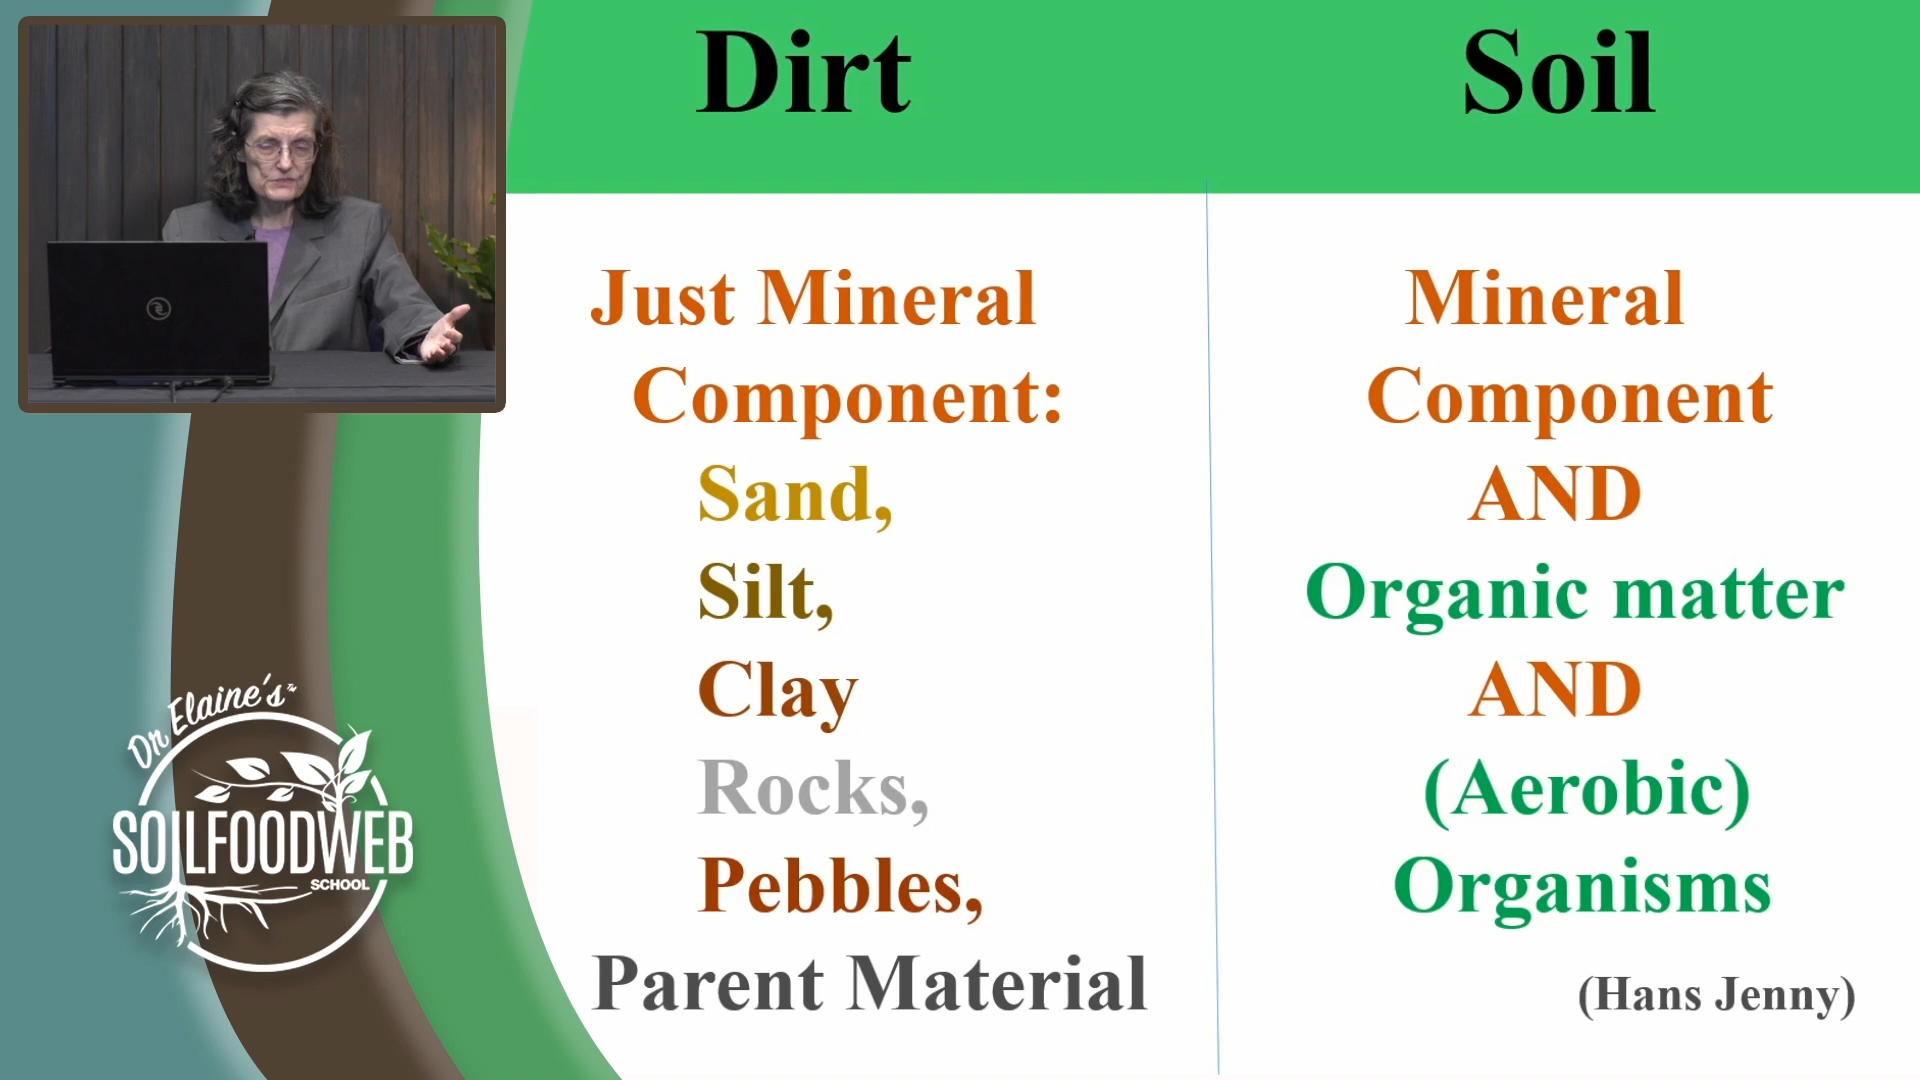 Dirt
Soil
Just Mineral
Component:
Sand,
Silt,
Clay
Rocks,
Pebbles,
Parent Material
Mineral
Component
AND
Organic matter
AND
(Aerobic)
Organisms
(Hans Jenny)
Dr Elaine's™
SOILFOODWEB
SCHOOL